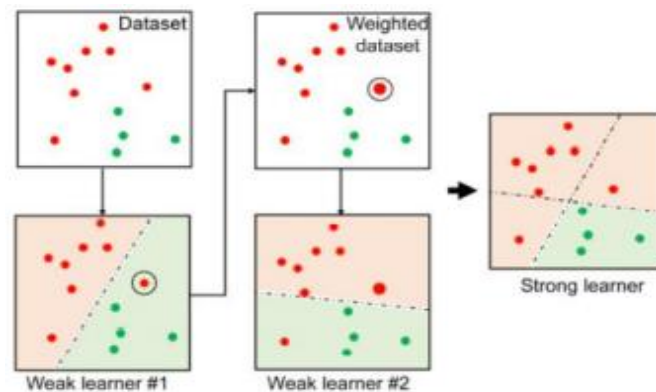 Dataset
Weighted
dataset
Strong learner
Weak learner #1
Weak learner #2